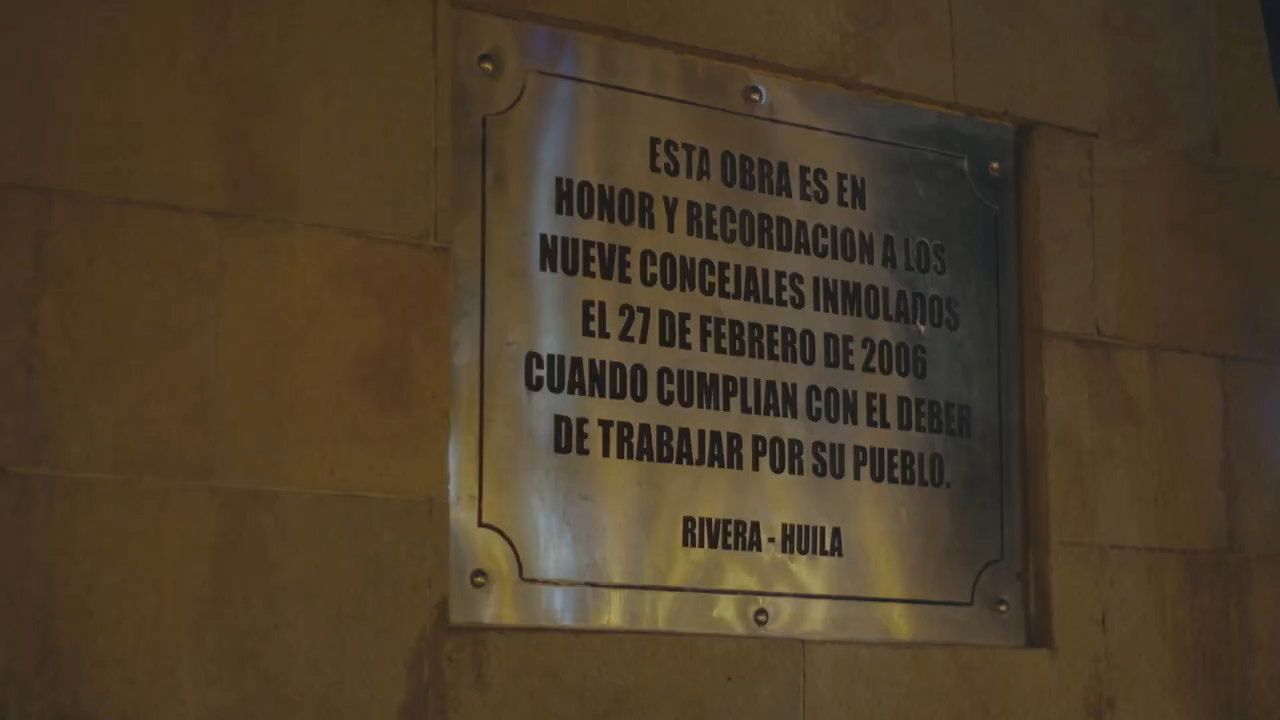 ESTA OBRA ES EN
HONOR Y RECORDACION A LOS
NUEVE CONCEJALES INMOLADOS
EL 27 DE FEBRERO DE 2006
CUANDO CUMPLIAN CON EL DEBER
DE TRABAJAR POR SU PUEBLO.
RIVERA - HUILA